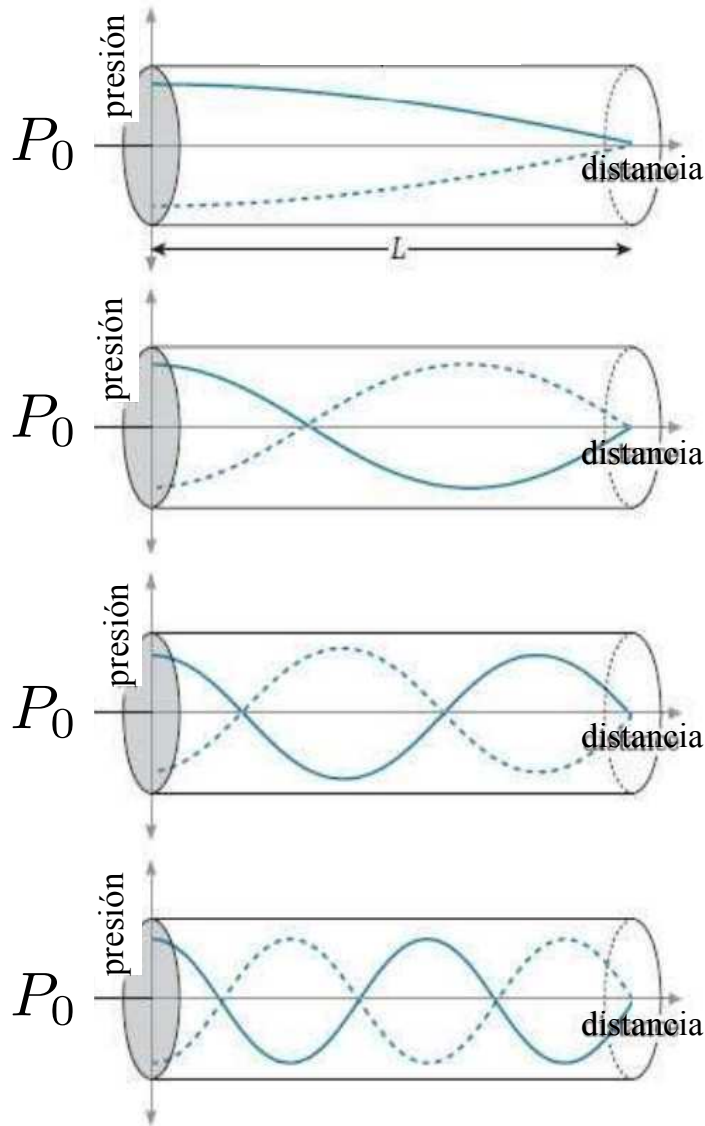 presión
P₀
distancia
L
presión
P₀
distancia
presión
P₀
distancia
presión
P₀
distancia